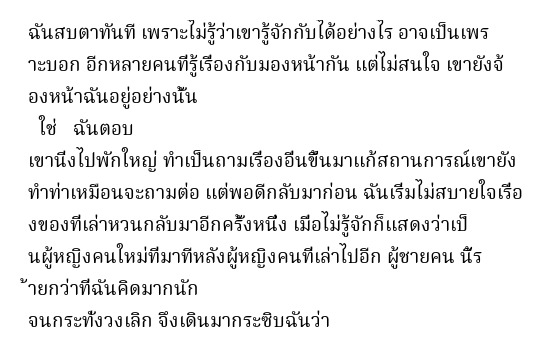 ฉันสบตาทันที เพราะไม่รู้ว่าเขารู้จักกับได้อย่างไร อาจเป็นเพร
าะบอก อีกหลายคนที่รู้เรื่องกับมองหน้ากัน แต่ไม่สนใจ เขายังจ้
องหน้าฉันอยู่อย่างนั้น
ใช่ ฉันตอบ
เขานิ่งไปพักใหญ่ ทำเป็นถามเรื่องอื่นขึ้นมาแก้สถานการณ์เขายัง
ทำท่าเหมือนจะถามต่อ แต่พอดีกลับมาก่อน ฉันเริ่มไม่สบายใจเรื่อ
งของที่เล่าหวนกลับมาอีกครั้งหนึ่ง เมื่อไม่รู้จักก็แสดงว่าเป็
นผู้หญิงคนใหม่ที่มาทีหลังผู้หญิงคนที่เล่าไปอีก ผู้ชายคน นี้ร
้ายกว่าที่ฉันคิดมากนัก
จนกระทั่งวงเลิก จึงเดินมากระซิบฉันว่า